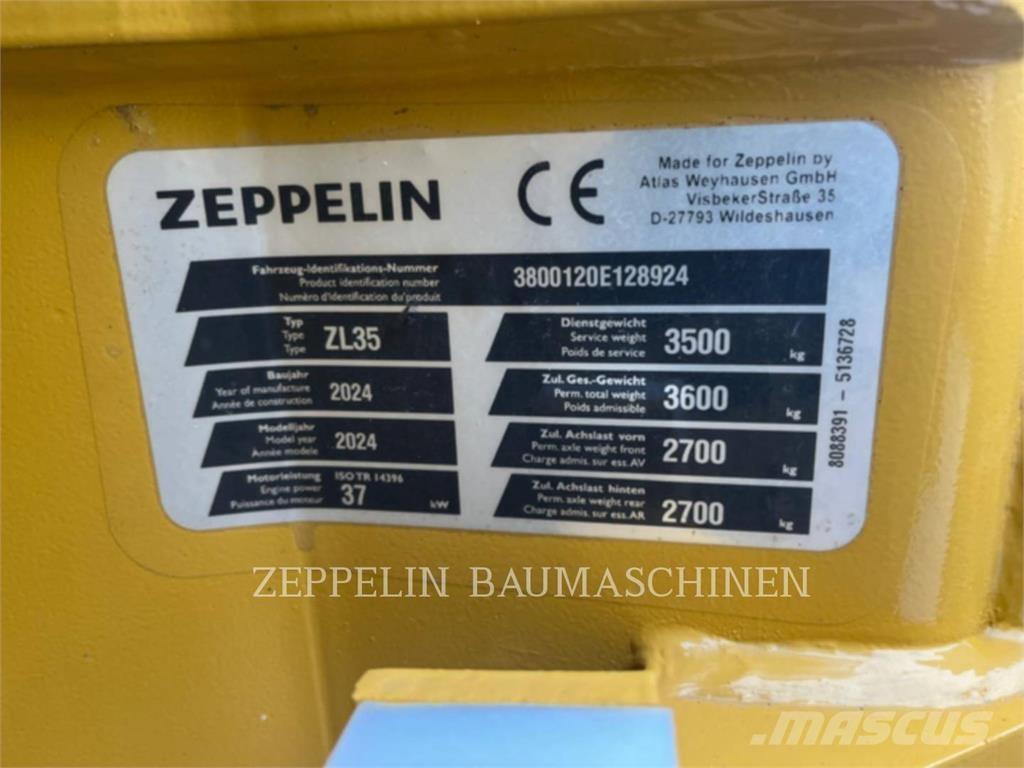 ZEPPELIN
CE
Made for Zeppelin by
Atlas Weyhausen GmbH
VisbekerStraße 35
D-27793 Wildeshausen
Fahrzeug-Identifikations-Nummer
Product identification number
Numéro d'identification du produit
3800120E128924
Typ
Type
Type
ZL35
Baujahr
Year of manufacture
Année de construction
2024
Modelljahr
Model year
Année modele
2024
Motorleistung ISO TR 14396
Engine power
Puissance du moteur
37 kW
Dienstgewicht
Service weight
Poids de service
3500 kg
Zul. Ges.-Gewicht
Perm. total weight
Poids admissible
3600 kg
Zul. Achslast vorn
Perm. axle weight front
Charge admis. sur ess.AV
2700 kg
Zul. Achslast hinten
Perm. axle weight rear
Charge admis. sur ess.AR
2700 kg
8088391 - 5136728
ZEPPELIN BAUMASCHINEN
MASCUS